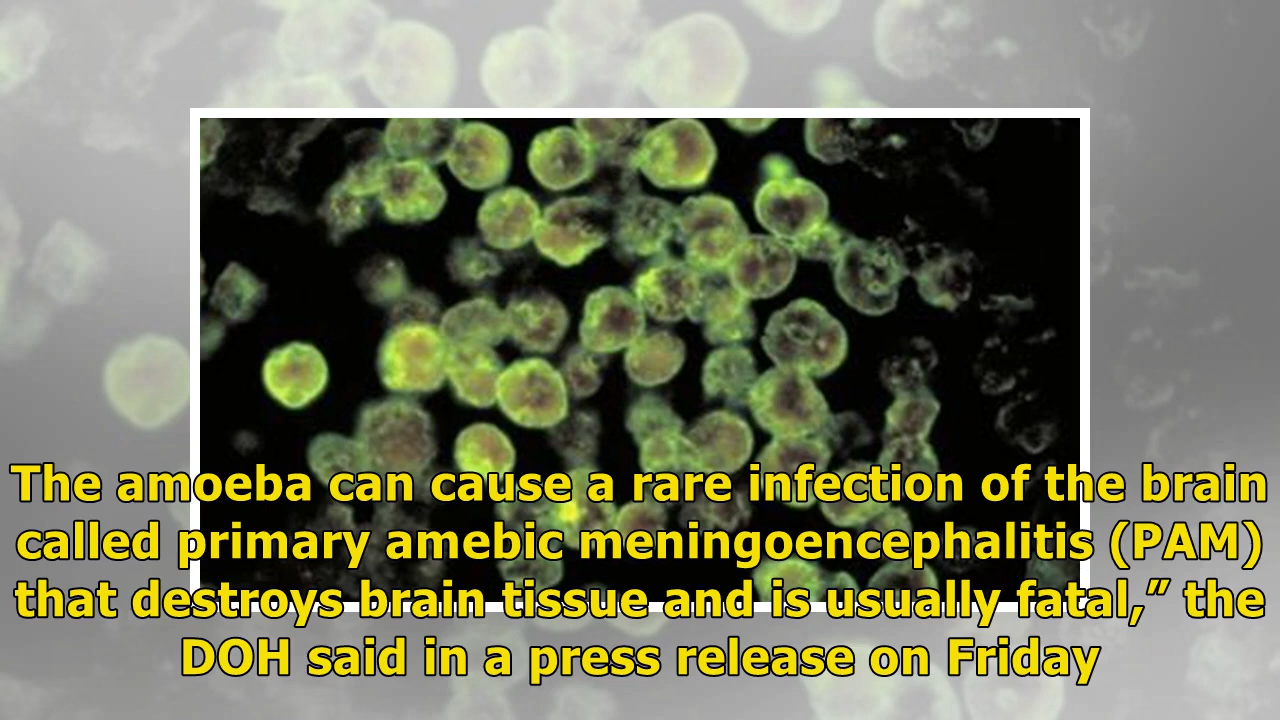 The amoeba can cause a rare infection of the brain
called primary amebic meningoencephalitis (PAM)
that destroys brain tissue and is usually fatal,” the
DOH said in a press release on Friday